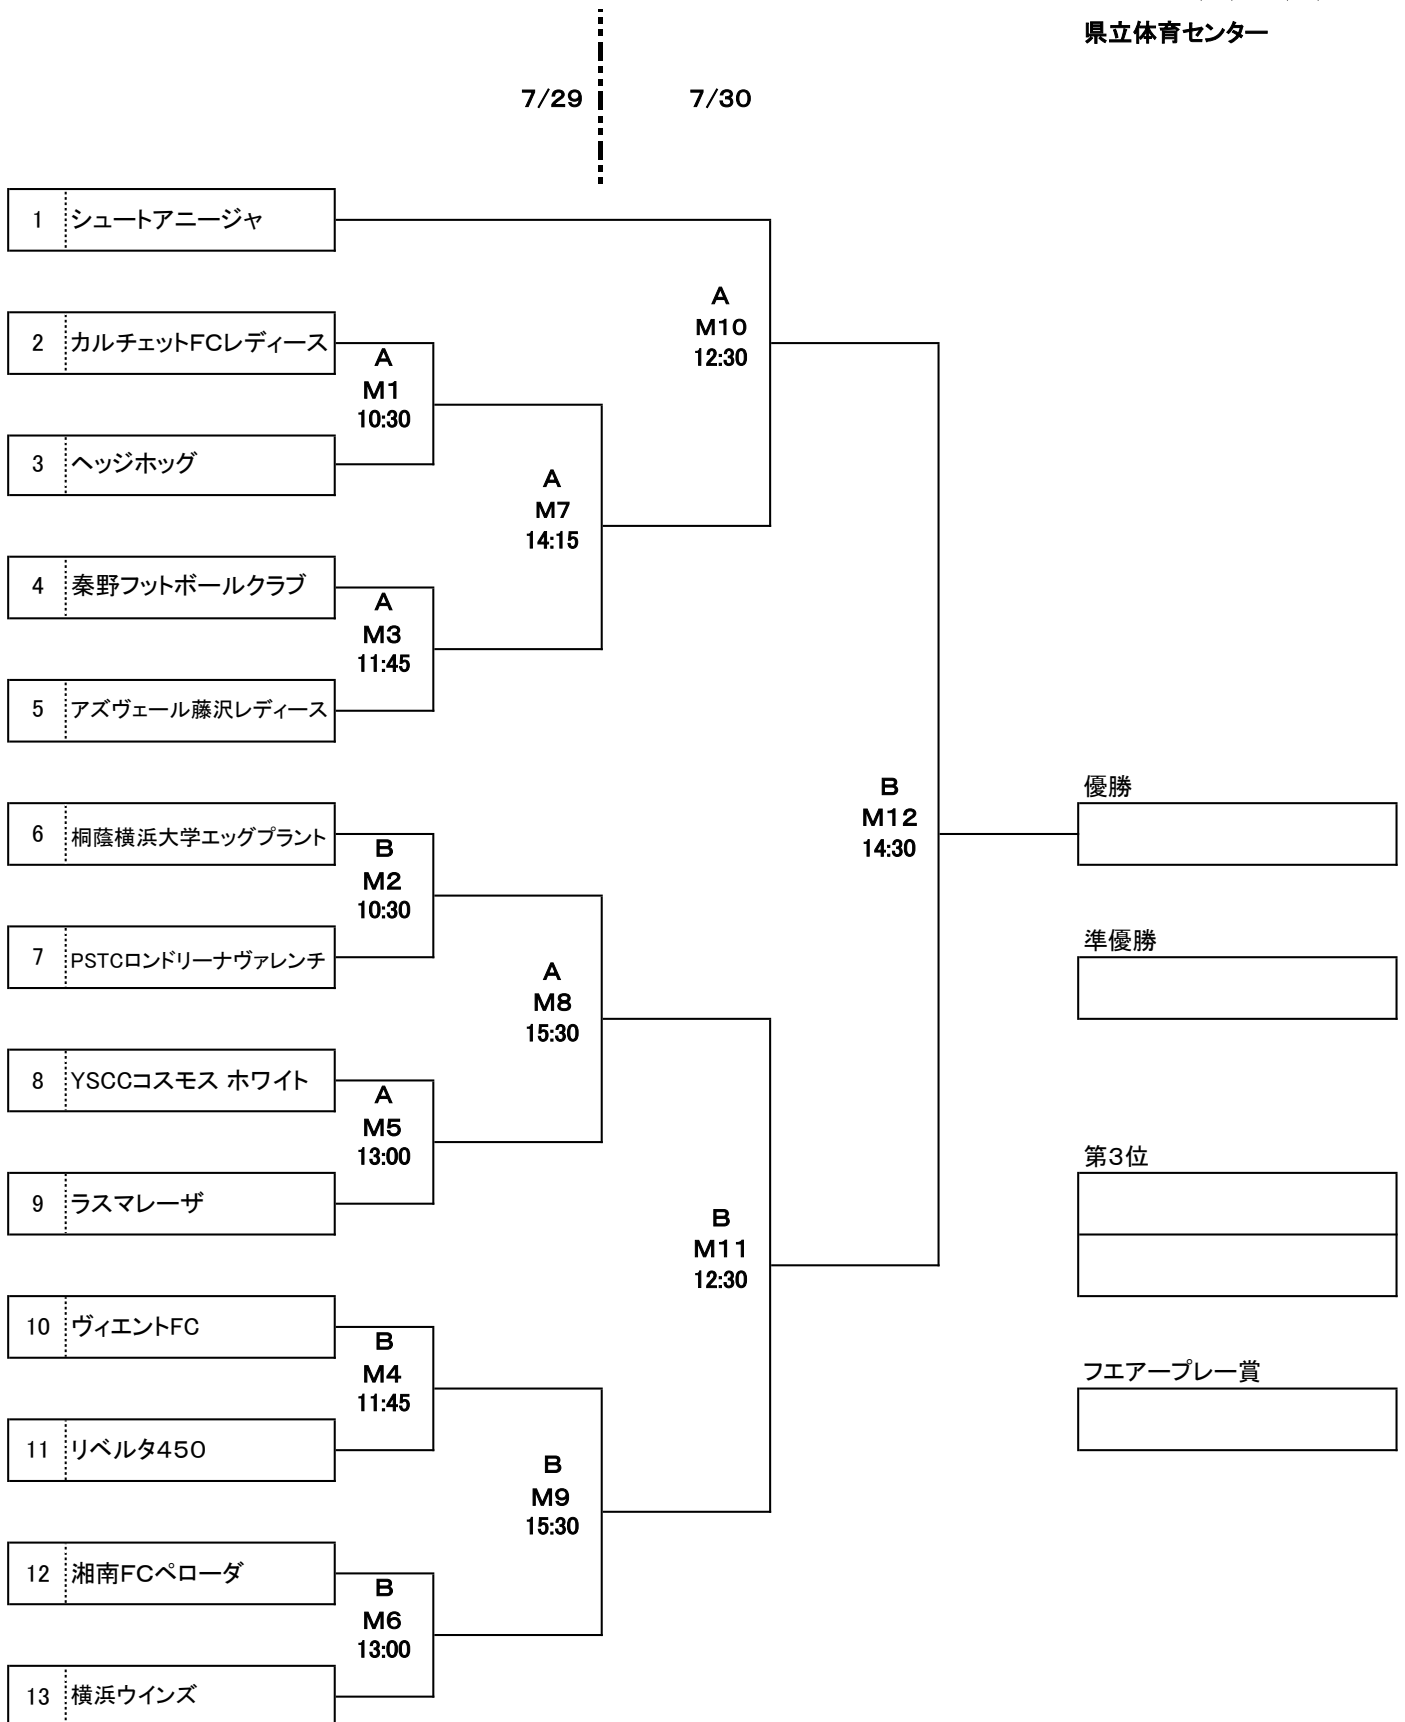 県立体育センター
7/29 7/30
1 シュートアニージャ
A
M10
12:30
2 カルチェットFCレディース
A
M1
10:30
3 ヘッジホッグ
A
M7
14:15
4 秦野フットボールクラブ
A
M3
11:45
5 アズヴェール藤沢レディース
B
M12
14:30
優勝
6 桐蔭横浜大学エッグプラント
B
M2
10:30
準優勝
7 PSTCロンドリーナヴァレンチ
A
M8
15:30
8 YSCCコスモス ホワイト
A
M5
13:00
第3位
9 ラスマレーザ
B
M11
12:30
10 ヴィエントFC
B
M4
11:45
フエアープレー賞
11 リベルタ450
B
M9
15:30
12 湘南FCペローダ
B
M6
13:00
13 横浜ウインズ